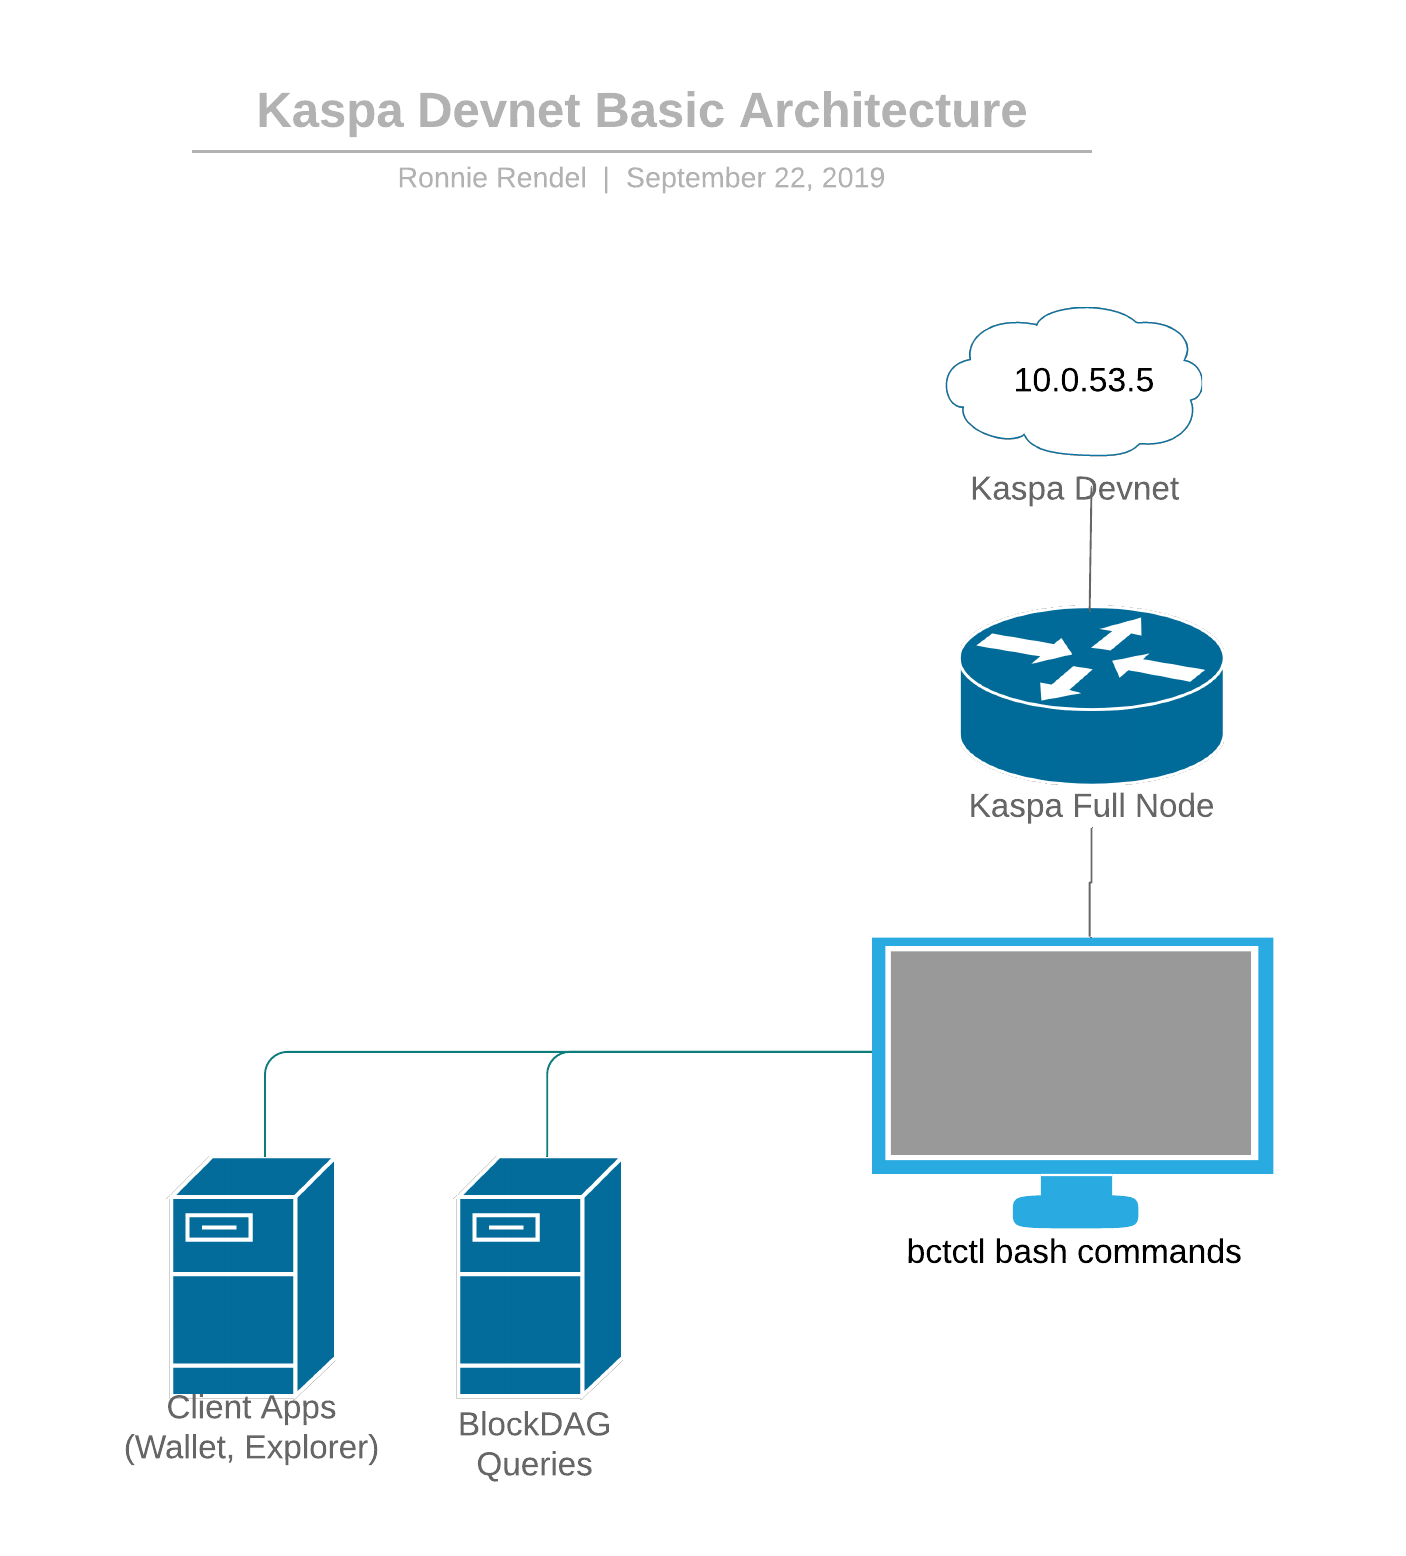 Kaspa Devnet Basic Architecture
Ronnie Rendel | September 22, 2019
10.0.53.5
Kaspa Devnet
Kaspa Full Node
bctctl bash commands
Client Apps
(Wallet, Explorer)
BlockDAG
Queries